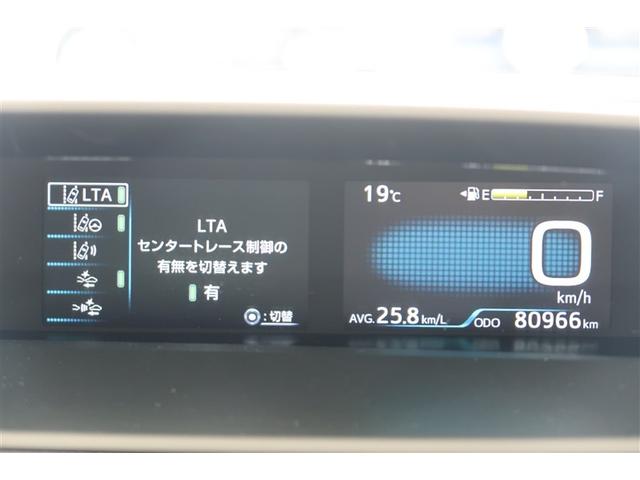 LTA
LTA
センタートレース制御の
有無を切替えます
有
:切替
19℃
E F
0
km/h
AVG. 25.8 km/L
ODO 80966 km